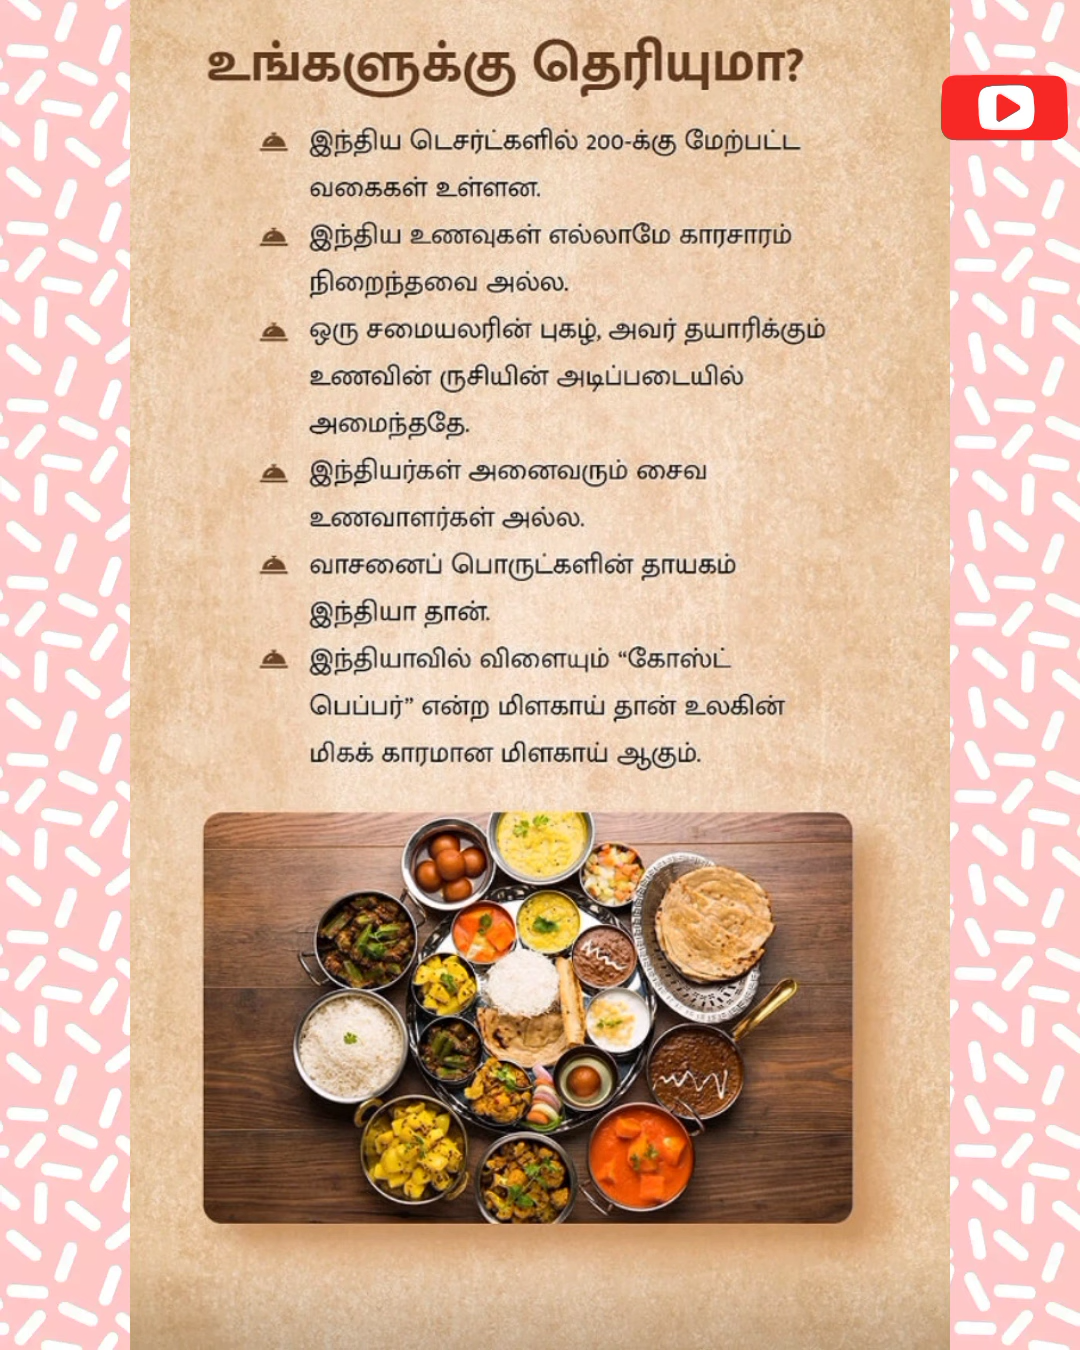 உங்களுக்கு தெரியுமா?
இந்திய டெசர்ட்களில் 200-க்கு மேற்பட்ட
வகைகள் உள்ளன.
இந்திய உணவுகள் எல்லாமே காரசாரம்
நிறைந்தவை அல்ல.
ஒரு சமையலரின் புகழ், அவர் தயாரிக்கும்
உணவின் ருசியின் அடிப்படையில்
அமைந்ததே.
இந்தியர்கள் அனைவரும் சைவ
உணவாளர்கள் அல்ல.
வாசனைப் பொருட்களின் தாயகம்
இந்தியா தான்.
இந்தியாவில் விளையும் “கோஸ்ட்
பெப்பர்” என்ற மிளகாய் தான் உலகின்
மிகக் காரமான மிளகாய் ஆகும்.